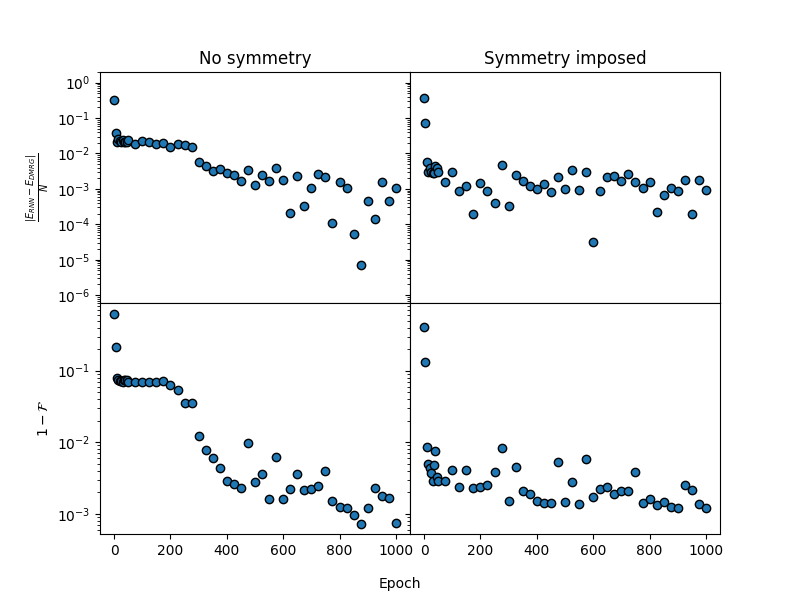 No symmetry Symmetry imposed
10⁰
10⁻¹
10⁻²
10⁻³
10⁻⁴
10⁻⁵
10⁻⁶
|E_RNN − E_DMRG|
N
10⁻¹
10⁻²
10⁻³
1 − ℱ
0 200 400 600 800 1000 0 200 400 600 800 1000
Epoch